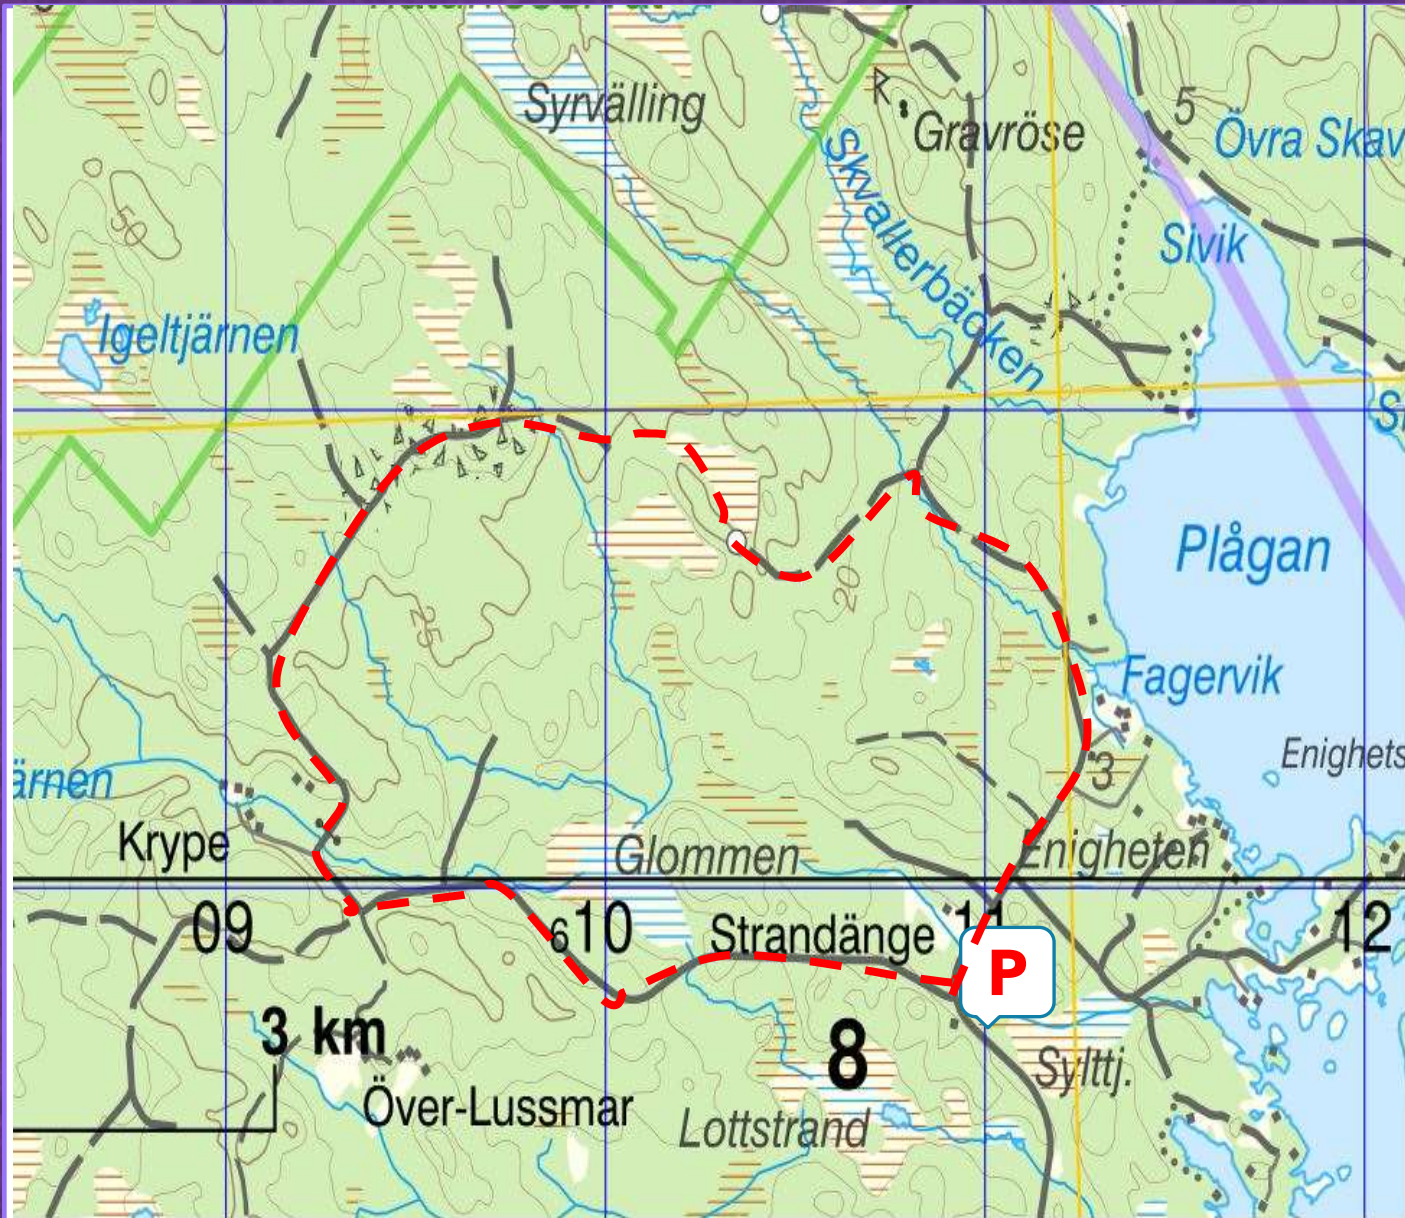 Syrvälling
Gravröse
5
Övra Skav
Skvallerbäcken
Sivik
50
Igeltjärnen
Plågan
20
25
Fagervik
Enighets
ärnen
3
Krype
Glommen
Enigheten
09
610
Strandänge
11
12
P
3 km
8
Sylttj.
Över-Lussmar
Lottstrand